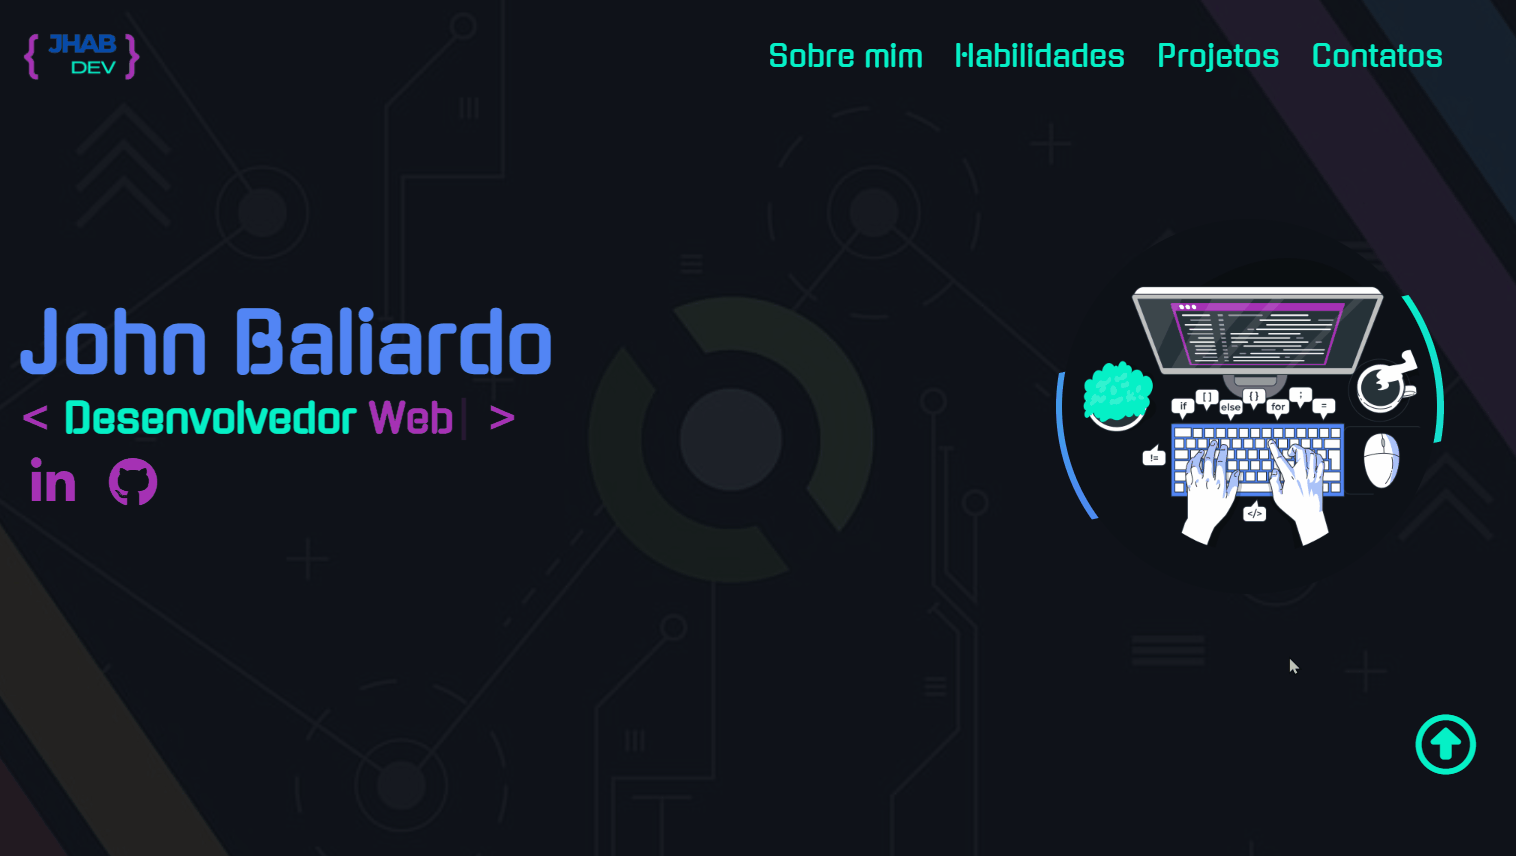 { JHAB
DEV }
Sobre mim Habilidades Projetos Contatos
John Baliardo
< Desenvolvedor Web| >
in
if [ ] else { } for ; =
!=
</>